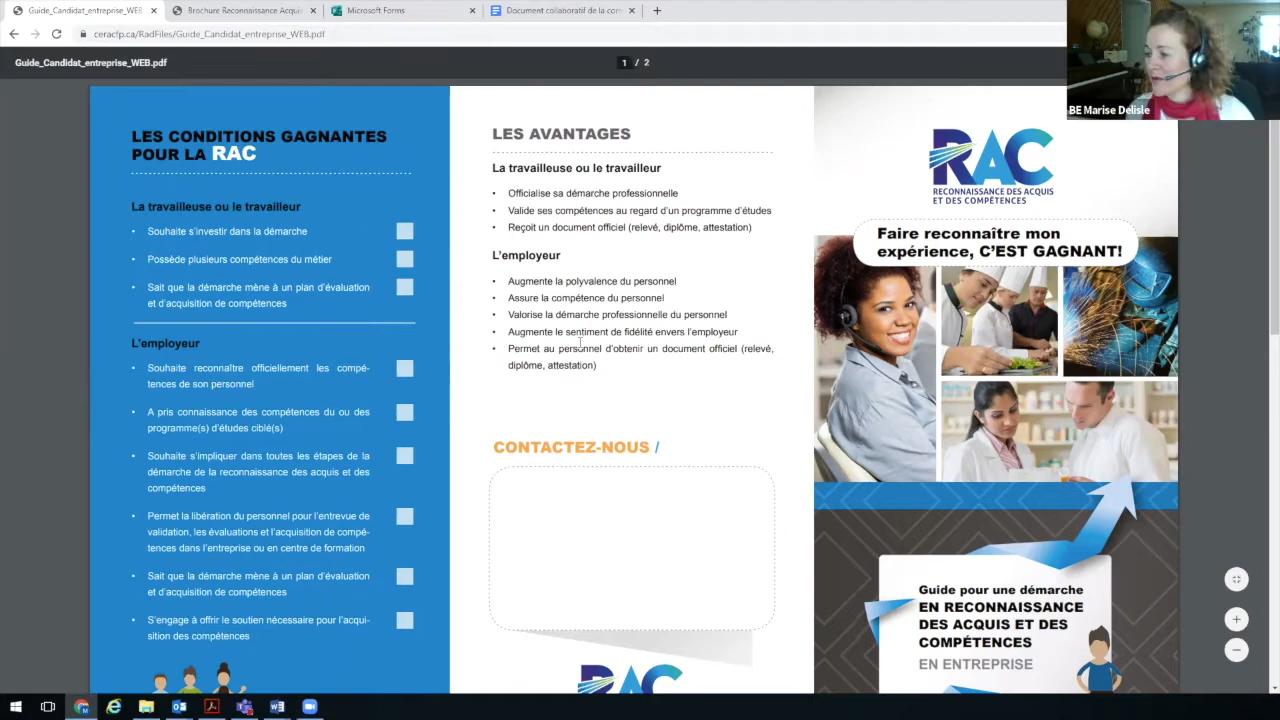 Guide_Candidat_entreprise_WEB.p
Brochure Reconnaissance Acquis
Microsoft Forms
Document collaboratif de la com
ceracfp.ca/RadFiles/Guide_Candidat_entreprise_WEB.pdf
Guide_Candidat_entreprise_WEB.pdf
1 / 2
BE Marise Delisle
LES CONDITIONS GAGNANTES
POUR LA RAC
La travailleuse ou le travailleur
• Souhaite s'investir dans la démarche
• Possède plusieurs compétences du métier
• Sait que la démarche mène à un plan d'évaluation
et d'acquisition de compétences
L'employeur
• Souhaite reconnaître officiellement les compé-
tences de son personnel
• A pris connaissance des compétences du ou des
programme(s) d'études ciblé(s)
• Souhaite s'impliquer dans toutes les étapes de la
démarche de la reconnaissance des acquis et des
compétences
• Permet la libération du personnel pour l'entrevue de
validation, les évaluations et l'acquisition de compé-
tences dans l'entreprise ou en centre de formation
• Sait que la démarche mène à un plan d'évaluation
et d'acquisition de compétences
• S'engage à offrir le soutien nécessaire pour l'acqui-
sition des compétences
LES AVANTAGES
La travailleuse ou le travailleur
• Officialise sa démarche professionnelle
• Valide ses compétences au regard d'un programme d'études
• Reçoit un document officiel (relevé, diplôme, attestation)
L'employeur
• Augmente la polyvalence du personnel
• Assure la compétence du personnel
• Valorise la démarche professionnelle du personnel
• Augmente le sentiment de fidélité envers l'employeur
• Permet au personnel d'obtenir un document officiel (relevé,
diplôme, attestation)
CONTACTEZ-NOUS /
RAC
RAC
RECONNAISSANCE DES ACQUIS
ET DES COMPÉTENCES
Faire reconnaître mon
expérience, C'EST GAGNANT!
Guide pour une démarche
EN RECONNAISSANCE
DES ACQUIS ET DES
COMPÉTENCES
EN ENTREPRISE